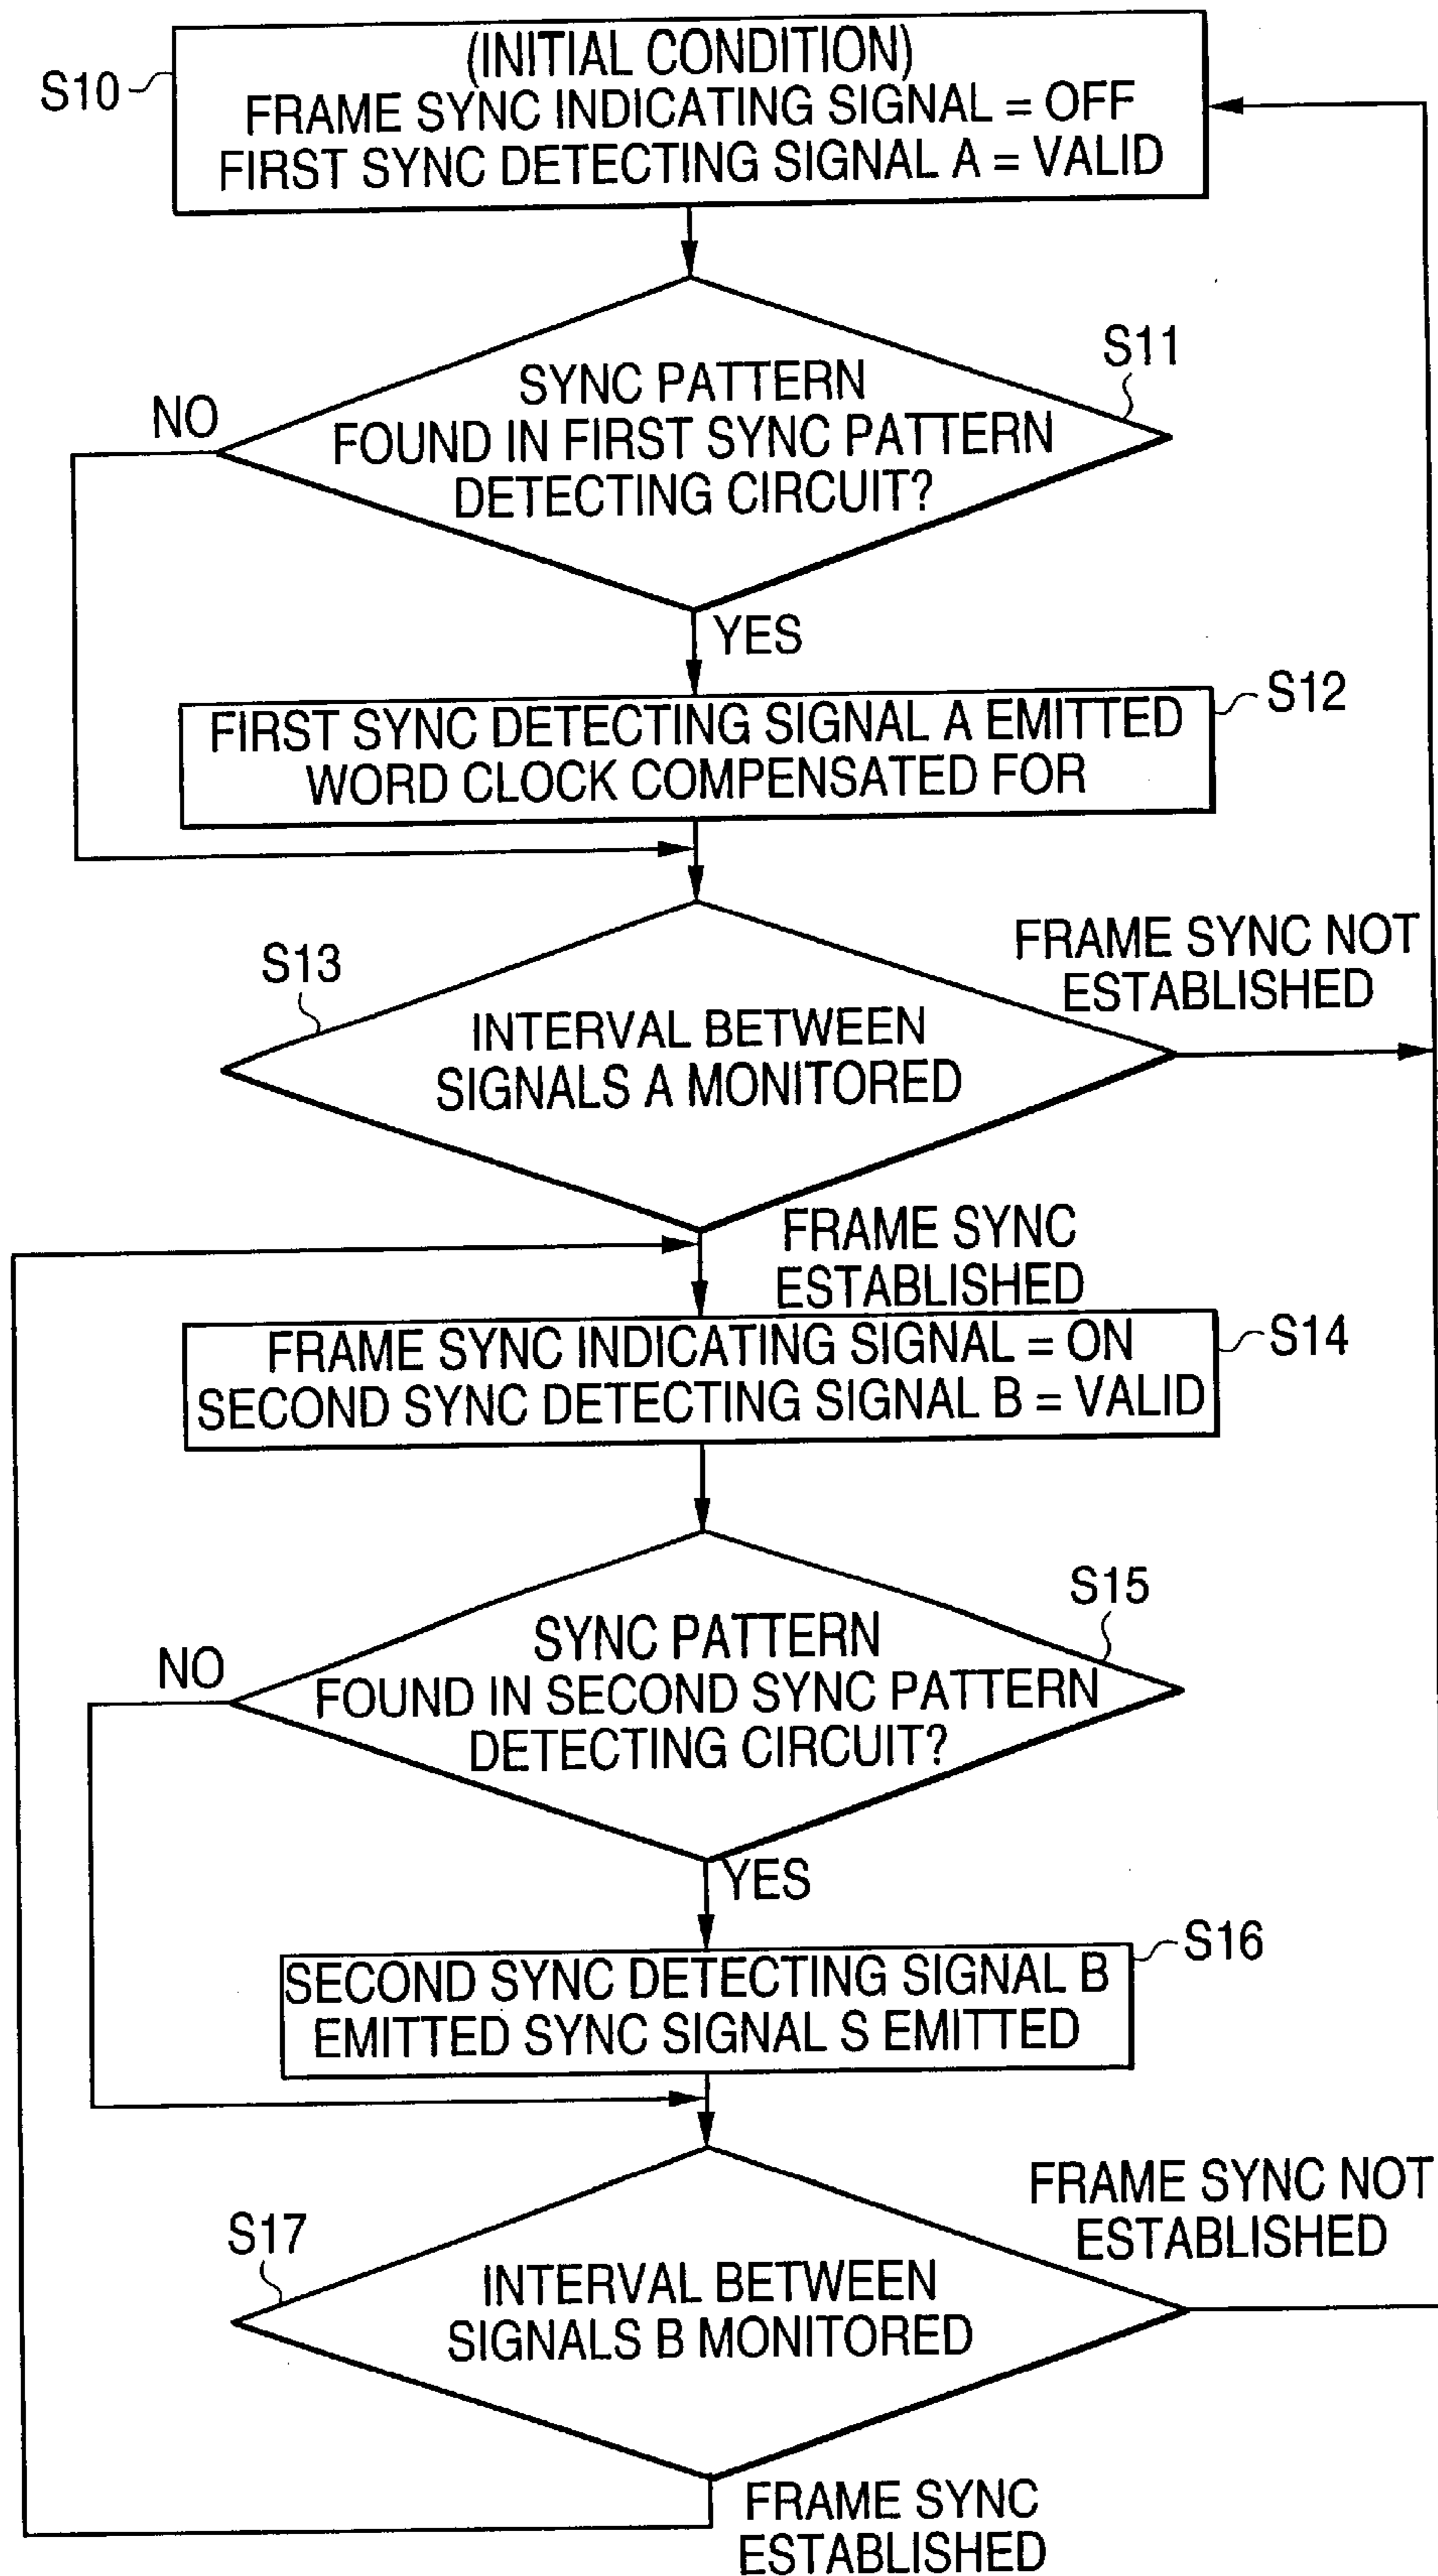 (INITIAL CONDITION)
S10
FRAME SYNC INDICATING SIGNAL = OFF
FIRST SYNC DETECTING SIGNAL A = VALID
S11
SYNC PATTERN
NO
FOUND IN FIRST SYNC PATTERN
DETECTING CIRCUIT?
YES
S12
FIRST SYNC DETECTING SIGNAL A EMITTED
WORD CLOCK COMPENSATED FOR
FRAME SYNC NOT
ESTABLISHED
S13
INTERVAL BETWEEN
SIGNALS A MONITORED
FRAME SYNC
ESTABLISHED
S14
FRAME SYNC INDICATING SIGNAL = ON
SECOND SYNC DETECTING SIGNAL B = VALID
S15
SYNC PATTERN
NO
FOUND IN SECOND SYNC PATTERN
DETECTING CIRCUIT?
YES
S16
SECOND SYNC DETECTING SIGNAL B
EMITTED SYNC SIGNAL S EMITTED
FRAME SYNC NOT
ESTABLISHED
S17
INTERVAL BETWEEN
SIGNALS B MONITORED
FRAME SYNC
ESTABLISHED